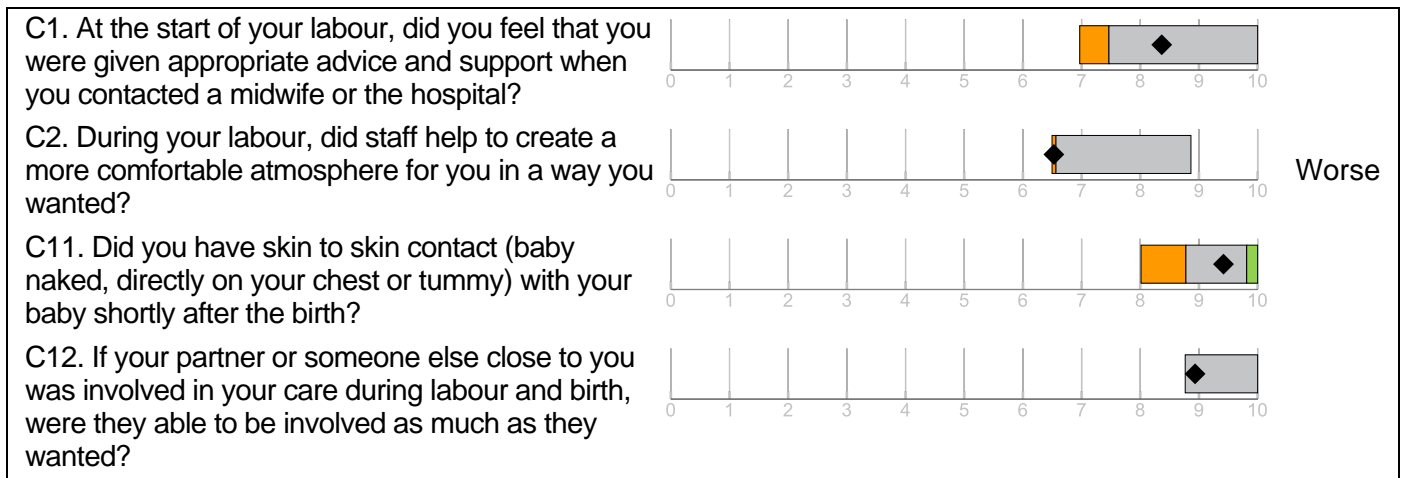 C1. At the start of your labour, did you feel that you
were given appropriate advice and support when
you contacted a midwife or the hospital?
0 1 2 3 4 5 6 7 8 9 10
C2. During your labour, did staff help to create a
more comfortable atmosphere for you in a way you
wanted?
0 1 2 3 4 5 6 7 8 9 10
Worse
C11. Did you have skin to skin contact (baby
naked, directly on your chest or tummy) with your
baby shortly after the birth?
0 1 2 3 4 5 6 7 8 9 10
C12. If your partner or someone else close to you
was involved in your care during labour and birth,
were they able to be involved as much as they
wanted?
0 1 2 3 4 5 6 7 8 9 10